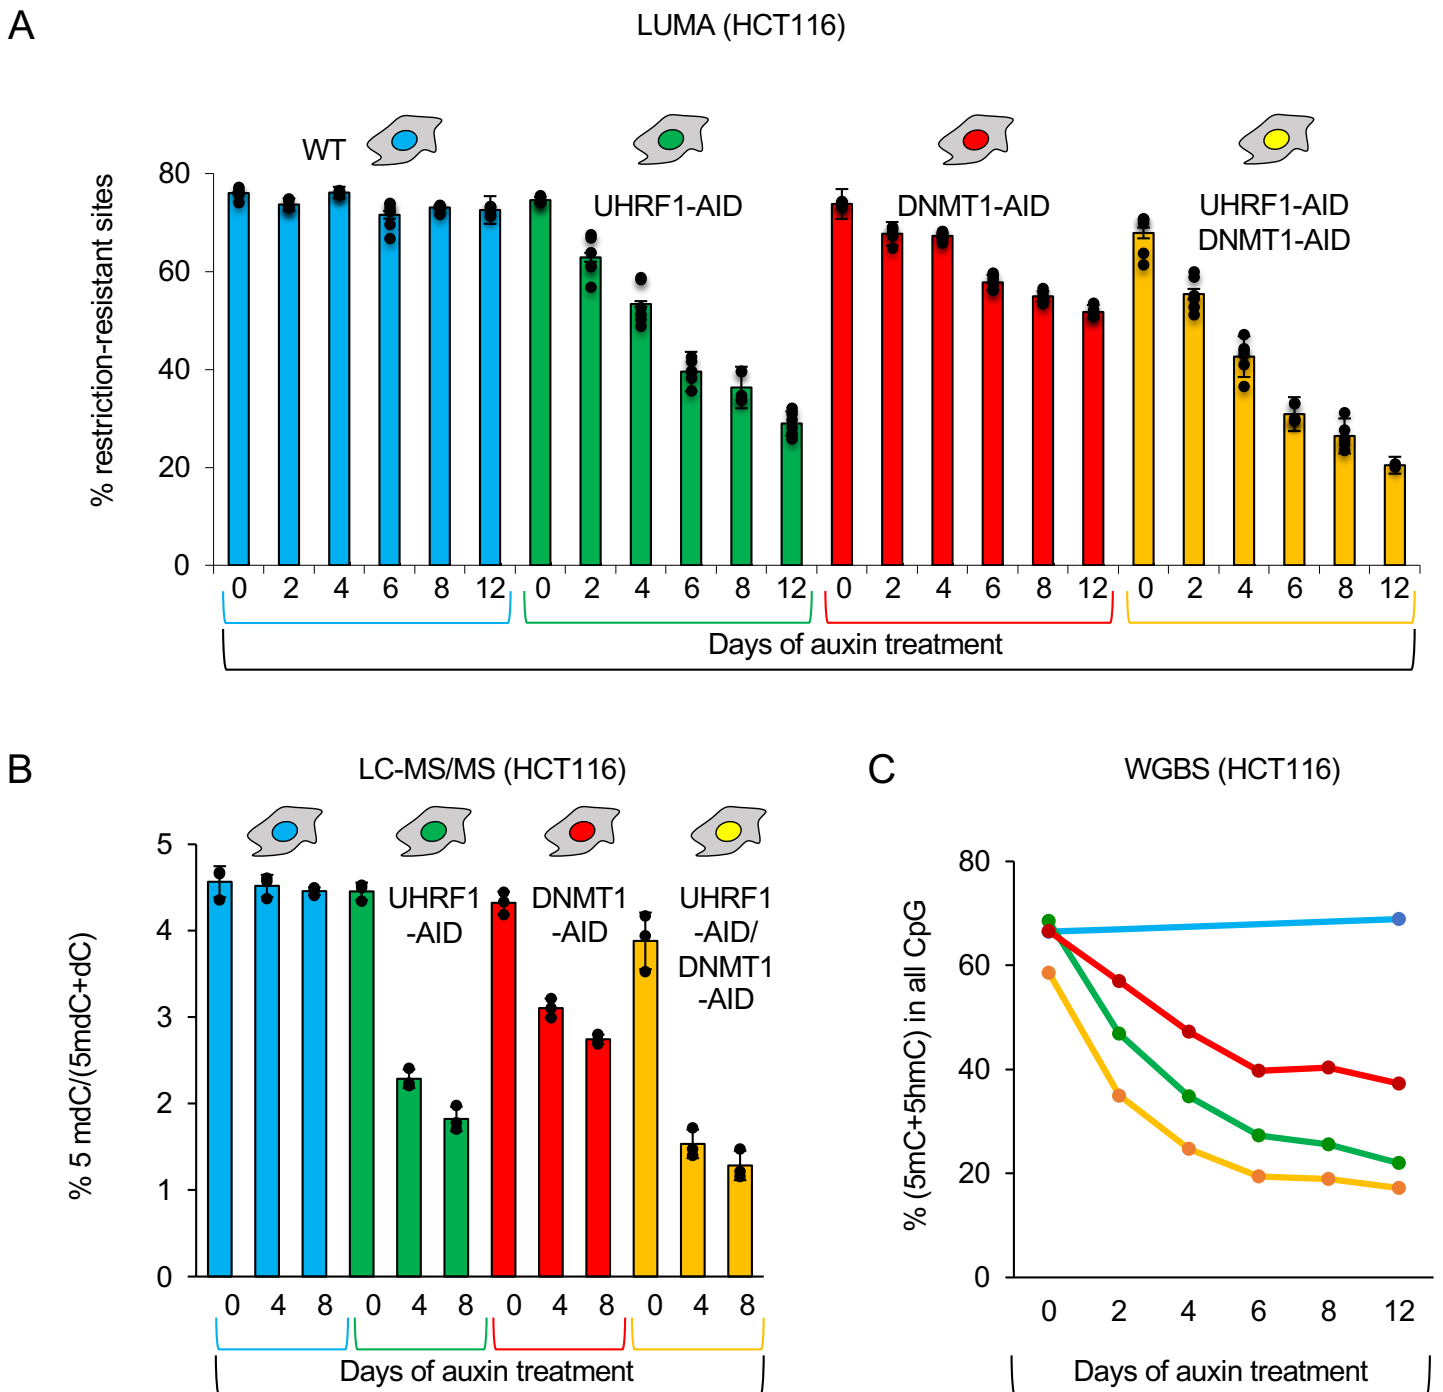 A
LUMA (HCT116)
WT
UHRF1-AID
DNMT1-AID
UHRF1-AID
DNMT1-AID
% restriction-resistant sites
80
60
40
20
0
0 2 4 6 8 12 0 2 4 6 8 12 0 2 4 6 8 12 0 2 4 6 8 12
Days of auxin treatment
B
LC-MS/MS (HCT116)
UHRF1
-AID
DNMT1
-AID
UHRF1
-AID/
DNMT1
-AID
% 5 mdC/(5mdC+dC)
5
4
3
2
1
0
0 4 8 0 4 8 0 4 8 0 4 8
Days of auxin treatment
C
WGBS (HCT116)
% (5mC+5hmC) in all CpG
80
60
40
20
0
0 2 4 6 8 12
Days of auxin treatment